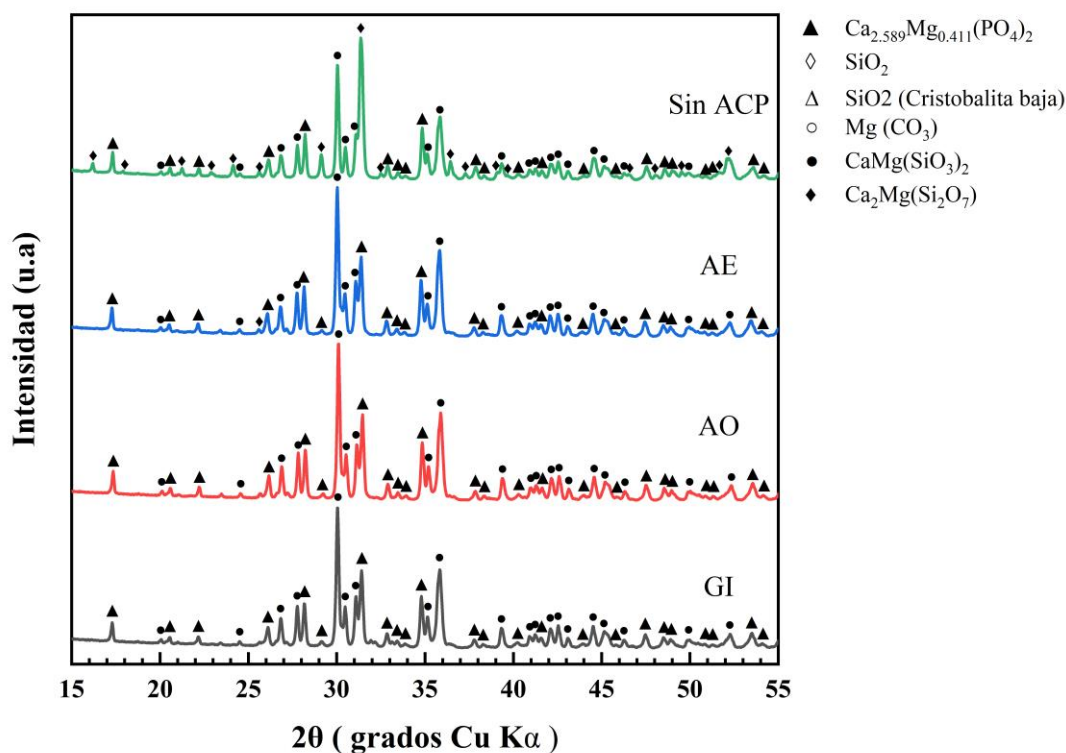 Intensidad (u.a)
Sin ACP
AE
AO
GI
15 20 25 30 35 40 45 50 55
2θ ( grados Cu Kα )
▲ Ca₂.₅₈₉Mg₀.₄₁₁(PO₄)₂
◊ SiO₂
△ SiO2 (Cristobalita baja)
○ Mg (CO₃)
● CaMg(SiO₃)₂
♦ Ca₂Mg(Si₂O₇)